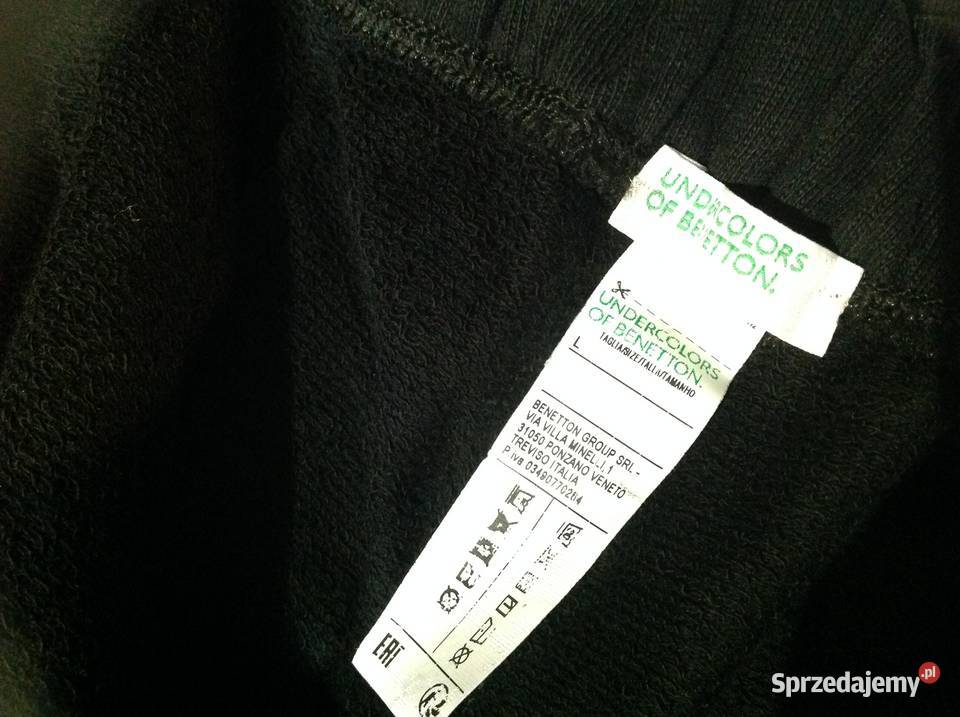 UNDERCOLORS
OF BENETTON.
UNDERCOLORS
OF BENETTON.
TAGLIA/SIZE/TALLA/TAMANHO
L
BENETTON GROUP SRL -
VIA VILLA MINELLI,1
31050 PONZANO VENETO
TREVISO ITALIA
P.iva 03490770264
EAC
Sprzedajemy.pl